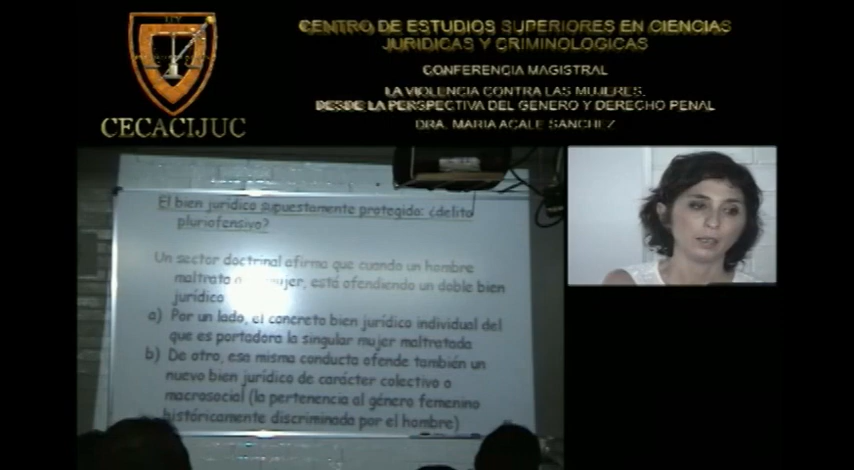 CENTRO DE ESTUDIOS SUPERIORES EN CIENCIAS
JURIDICAS Y CRIMINOLOGICAS
CONFERENCIA MAGISTRAL
LA VIOLENCIA CONTRA LAS MUJERES.
DESDE LA PERSPECTIVA DEL GENERO Y DERECHO PENAL
DRA. MARIA ACALE SANCHEZ
CECACIJUC
El bien jurídico supuestamente protegido: ¿delito
pluriofensivo?
Un sector doctrinal afirma que cuando un hombre
maltrata a mujer, está ofendiendo un doble bien
jurídico
a) Por un lado, el concreto bien jurídico individual del
que es portadora la singular mujer maltratada
b) De otro, esa misma conducta ofende también un
nuevo bien jurídico de carácter colectivo o
macrosocial (la pertenencia al género femenino
históricamente discriminada por el hombre)